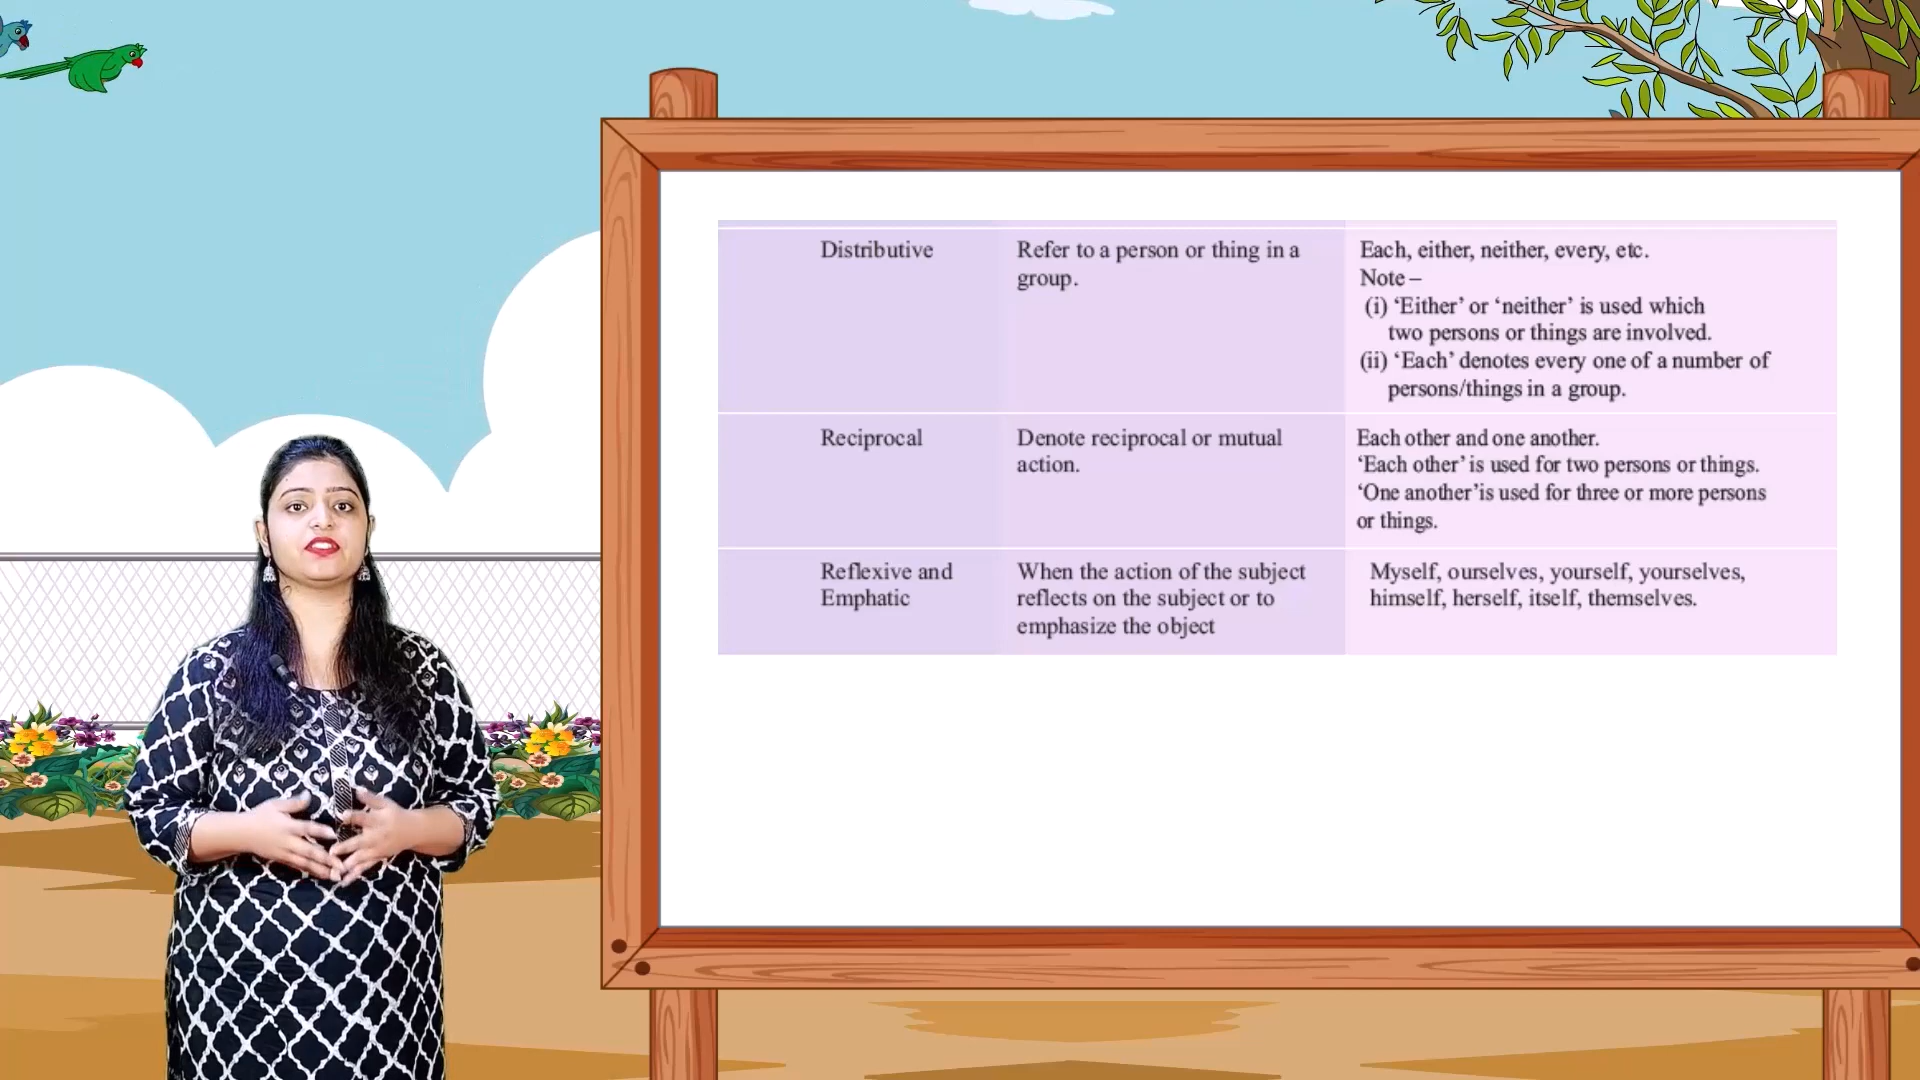 Distributive
Refer to a person or thing in a
group.
Each, either, neither, every, etc.
Note –
(i) ‘Either’ or ‘neither’ is used which
two persons or things are involved.
(ii) ‘Each’ denotes every one of a number of
persons/things in a group.
Reciprocal
Denote reciprocal or mutual
action.
Each other and one another.
‘Each other’ is used for two persons or things.
‘One another’is used for three or more persons
or things.
Reflexive and
Emphatic
When the action of the subject
reflects on the subject or to
emphasize the object
Myself, ourselves, yourself, yourselves,
himself, herself, itself, themselves.